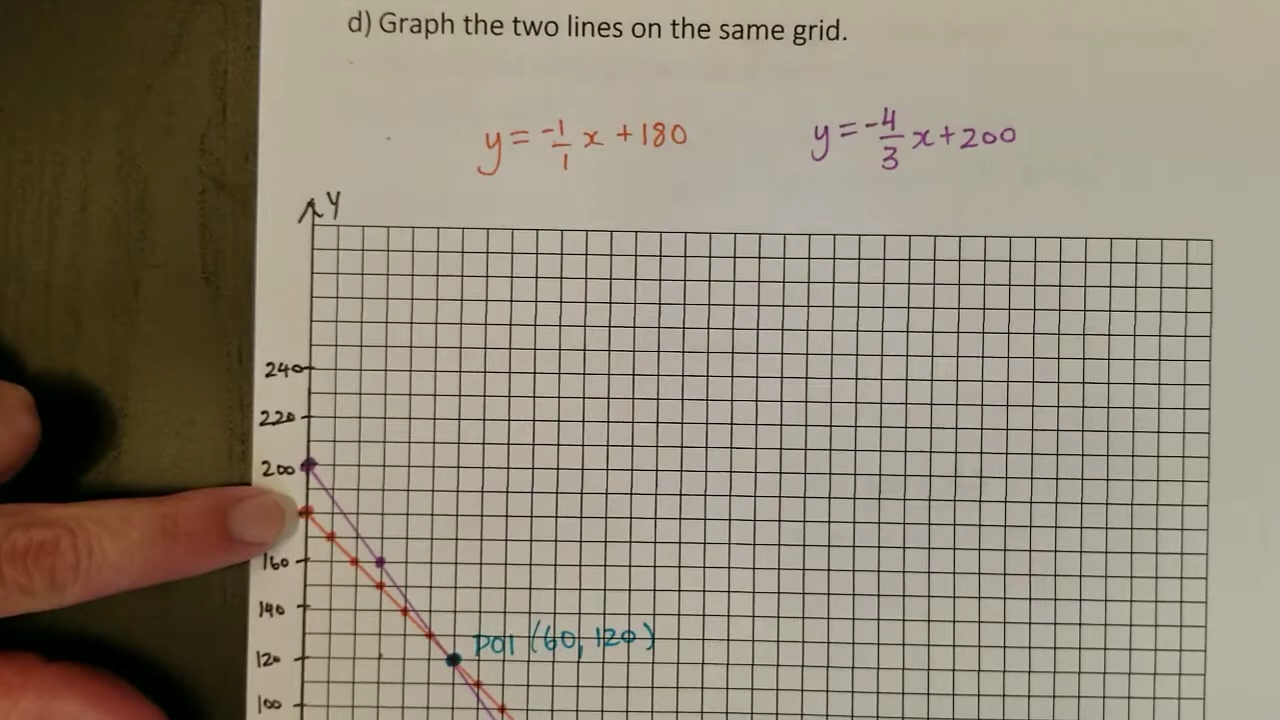 d) Graph the two lines on the same grid.
y = -1/1 x + 180
y = -4/3 x + 200
Y
240
220
200
160
140
POI (60, 120)
120
100